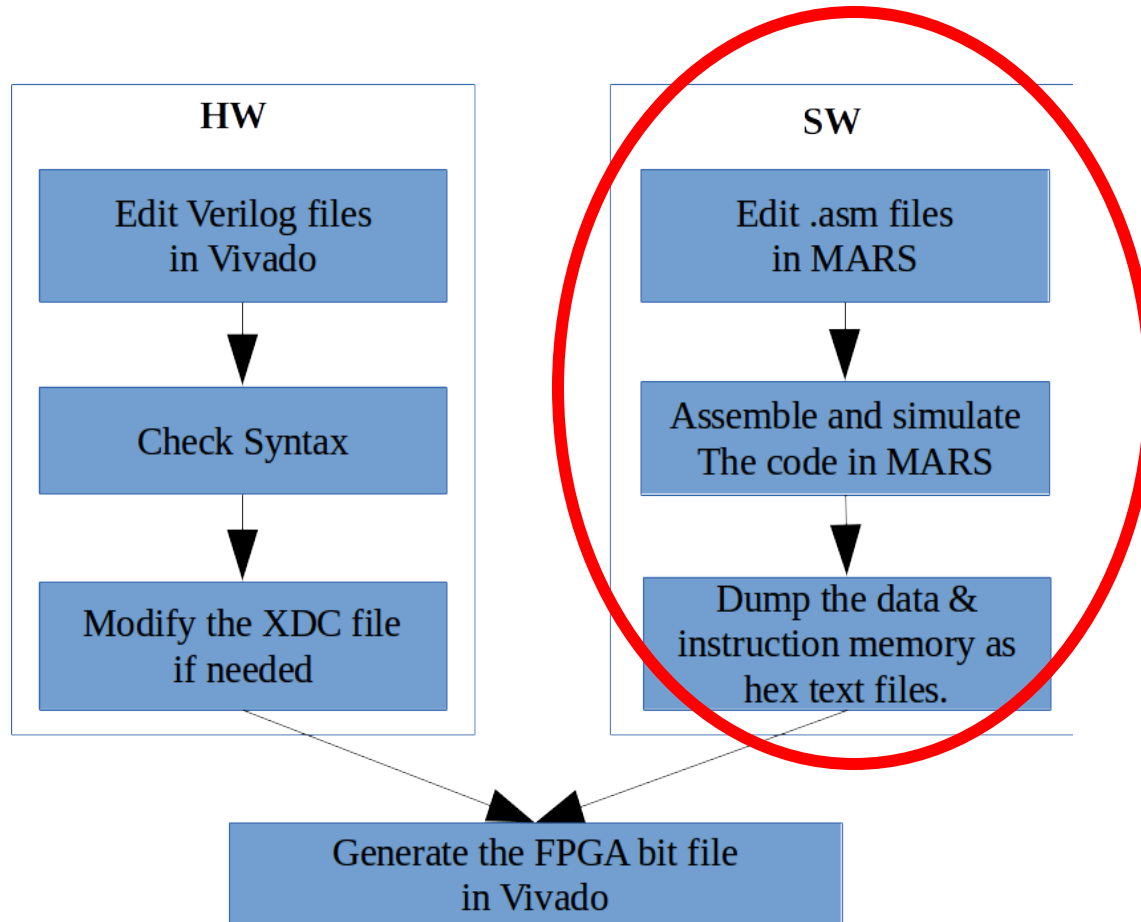 HW
Edit Verilog files
in Vivado
Check Syntax
Modify the XDC file
if needed
SW
Edit .asm files
in MARS
Assemble and simulate
The code in MARS
Dump the data &
instruction memory as
hex text files.
Generate the FPGA bit file
in Vivado